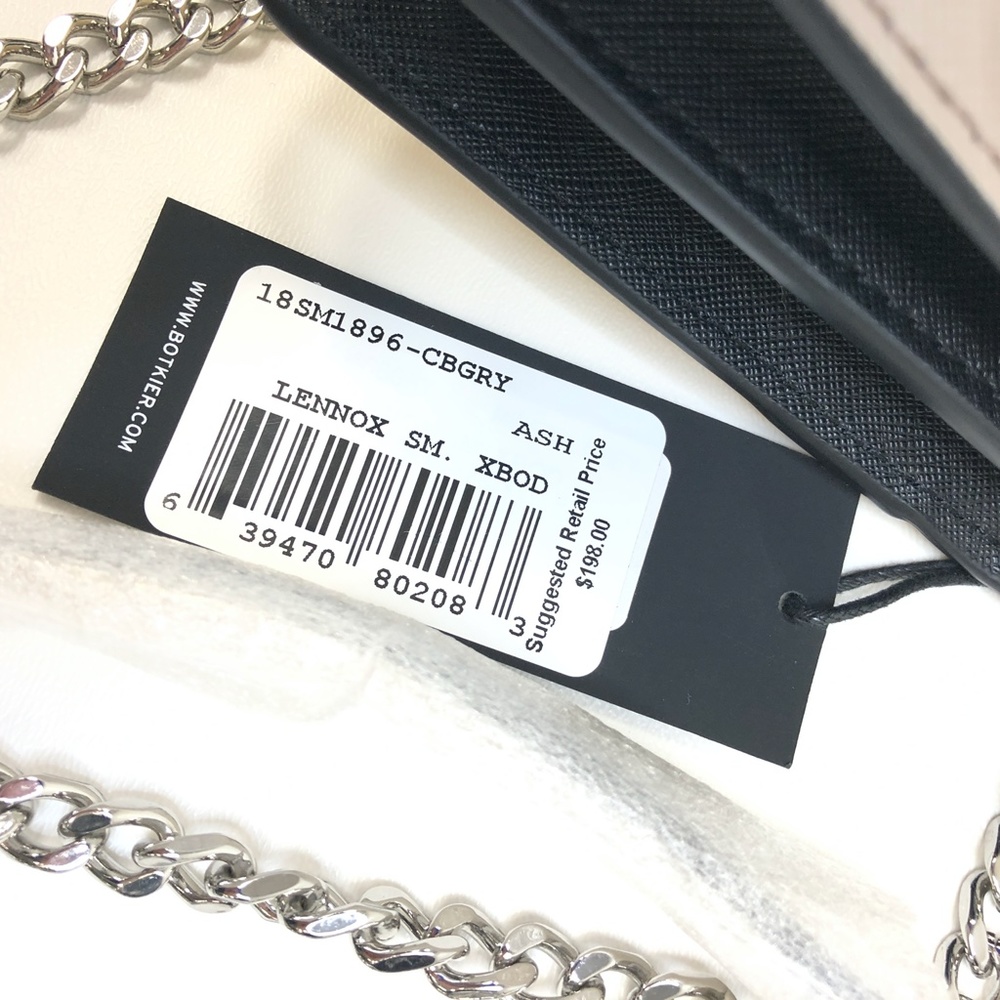 WWW.BOTKIER.COM
18SM1896-CBGRY
ASH
LENNOX SM. XBOD
6 39470 80208 3
Suggested Retail Price
$198.00